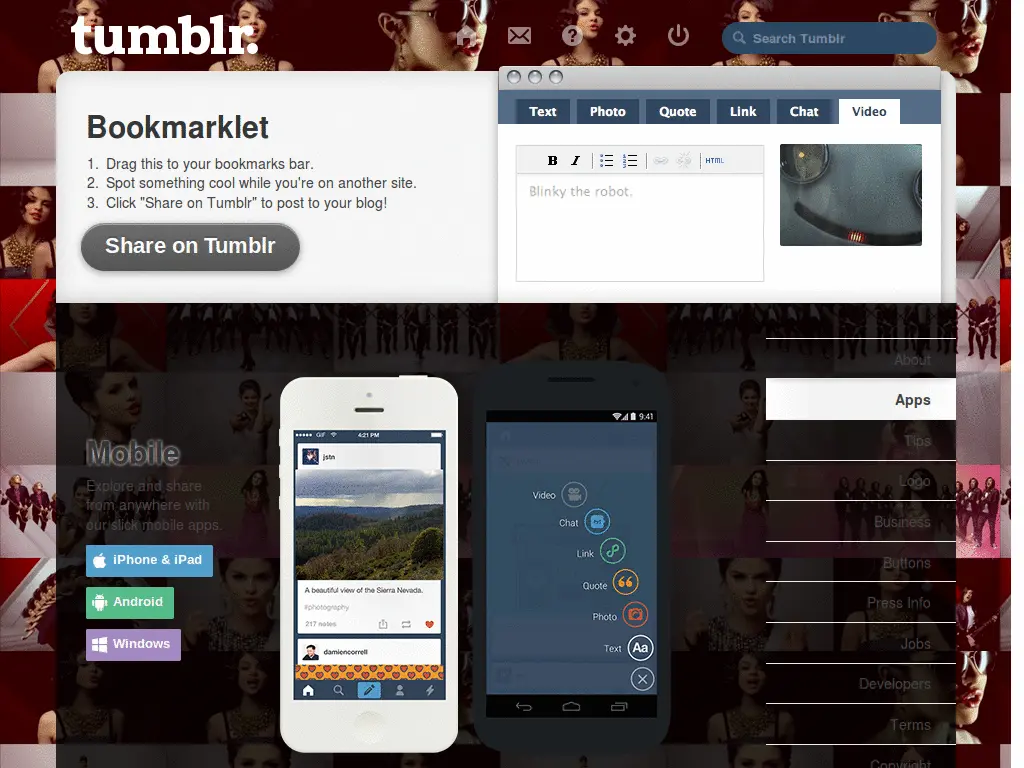 tumblr.
Search Tumblr
Bookmarklet
1. Drag this to your bookmarks bar.
2. Spot something cool while you're on another site.
3. Click "Share on Tumblr" to post to your blog!
Share on Tumblr
Text Photo Quote Link Chat Video
B I HTML
Blinky the robot.
About
Apps
Tips
Logo
Business
Buttons
Press Info
Jobs
Developers
Terms
Copyright
Mobile
Explore and share
from anywhere with
our slick mobile apps.
iPhone & iPad
Android
Windows
GIF 4:21 PM
jstn
A beautiful view of the Sierra Nevada.
#photography
217 notes
damiencorrell
9:41
Video
Chat
Link
Quote
Photo
Text Aa